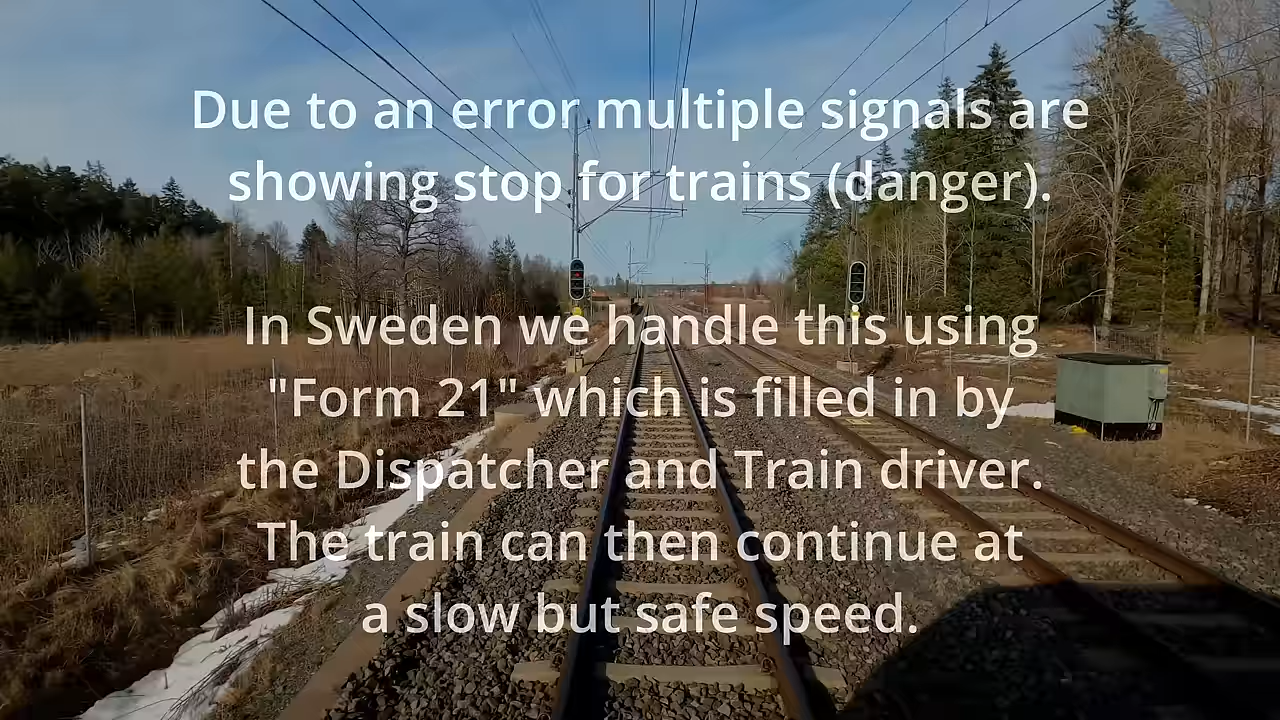 Due to an error multiple signals are
showing stop for trains (danger).
In Sweden we handle this using
"Form 21" which is filled in by
the Dispatcher and Train driver.
The train can then continue at
a slow but safe speed.